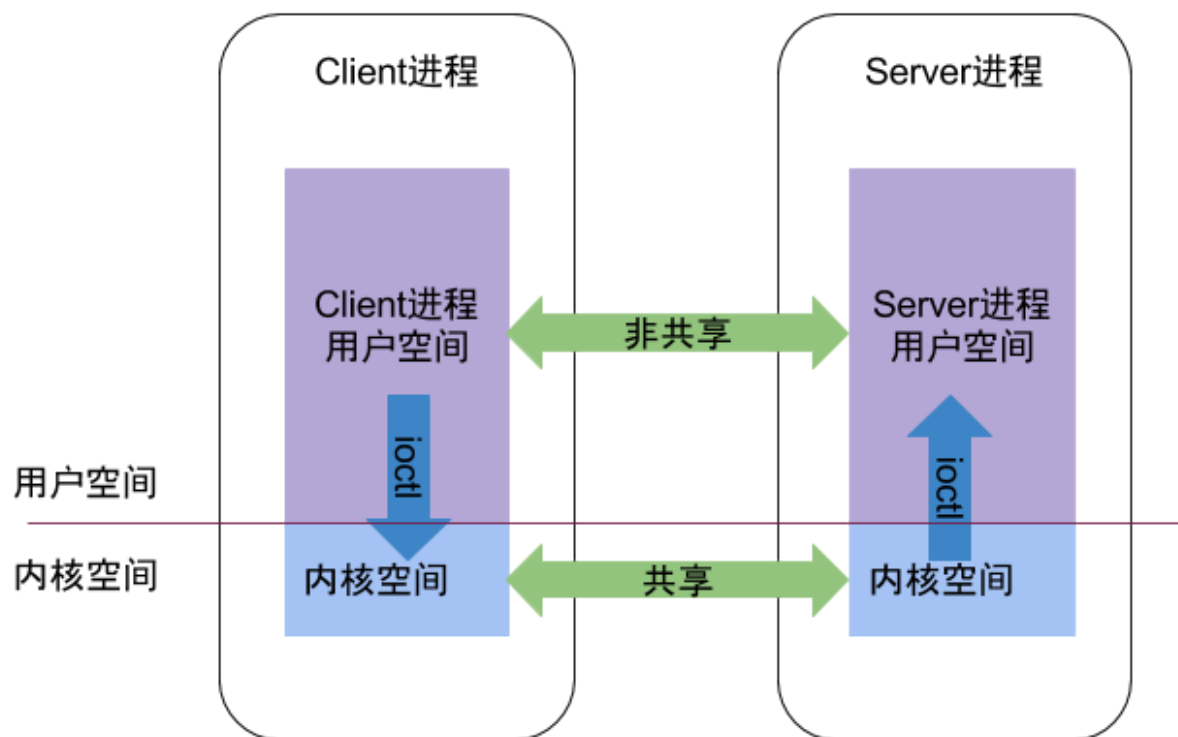 Client进程
Server进程
Client进程
用户空间
非共享
Server进程
用户空间
ioctl
ioctl
用户空间
内核空间
内核空间
共享
内核空间